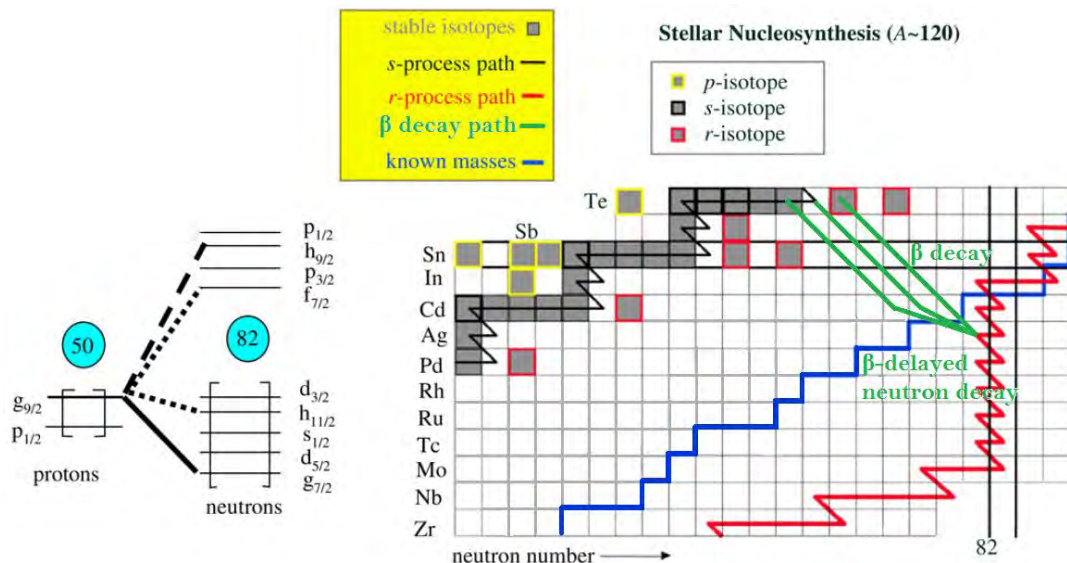 stable isotopes
s-process path
r-process path
β decay path
known masses
Stellar Nucleosynthesis (A~120)
p-isotope
s-isotope
r-isotope
p1/2
h9/2
p3/2
f7/2
50
82
g9/2
p1/2
protons
d3/2
h11/2
s1/2
d5/2
g7/2
neutrons
Te
Sb
Sn
In
Cd
Ag
Pd
Rh
Ru
Tc
Mo
Nb
Zr
β decay
β-delayed
neutron decay
neutron number
82